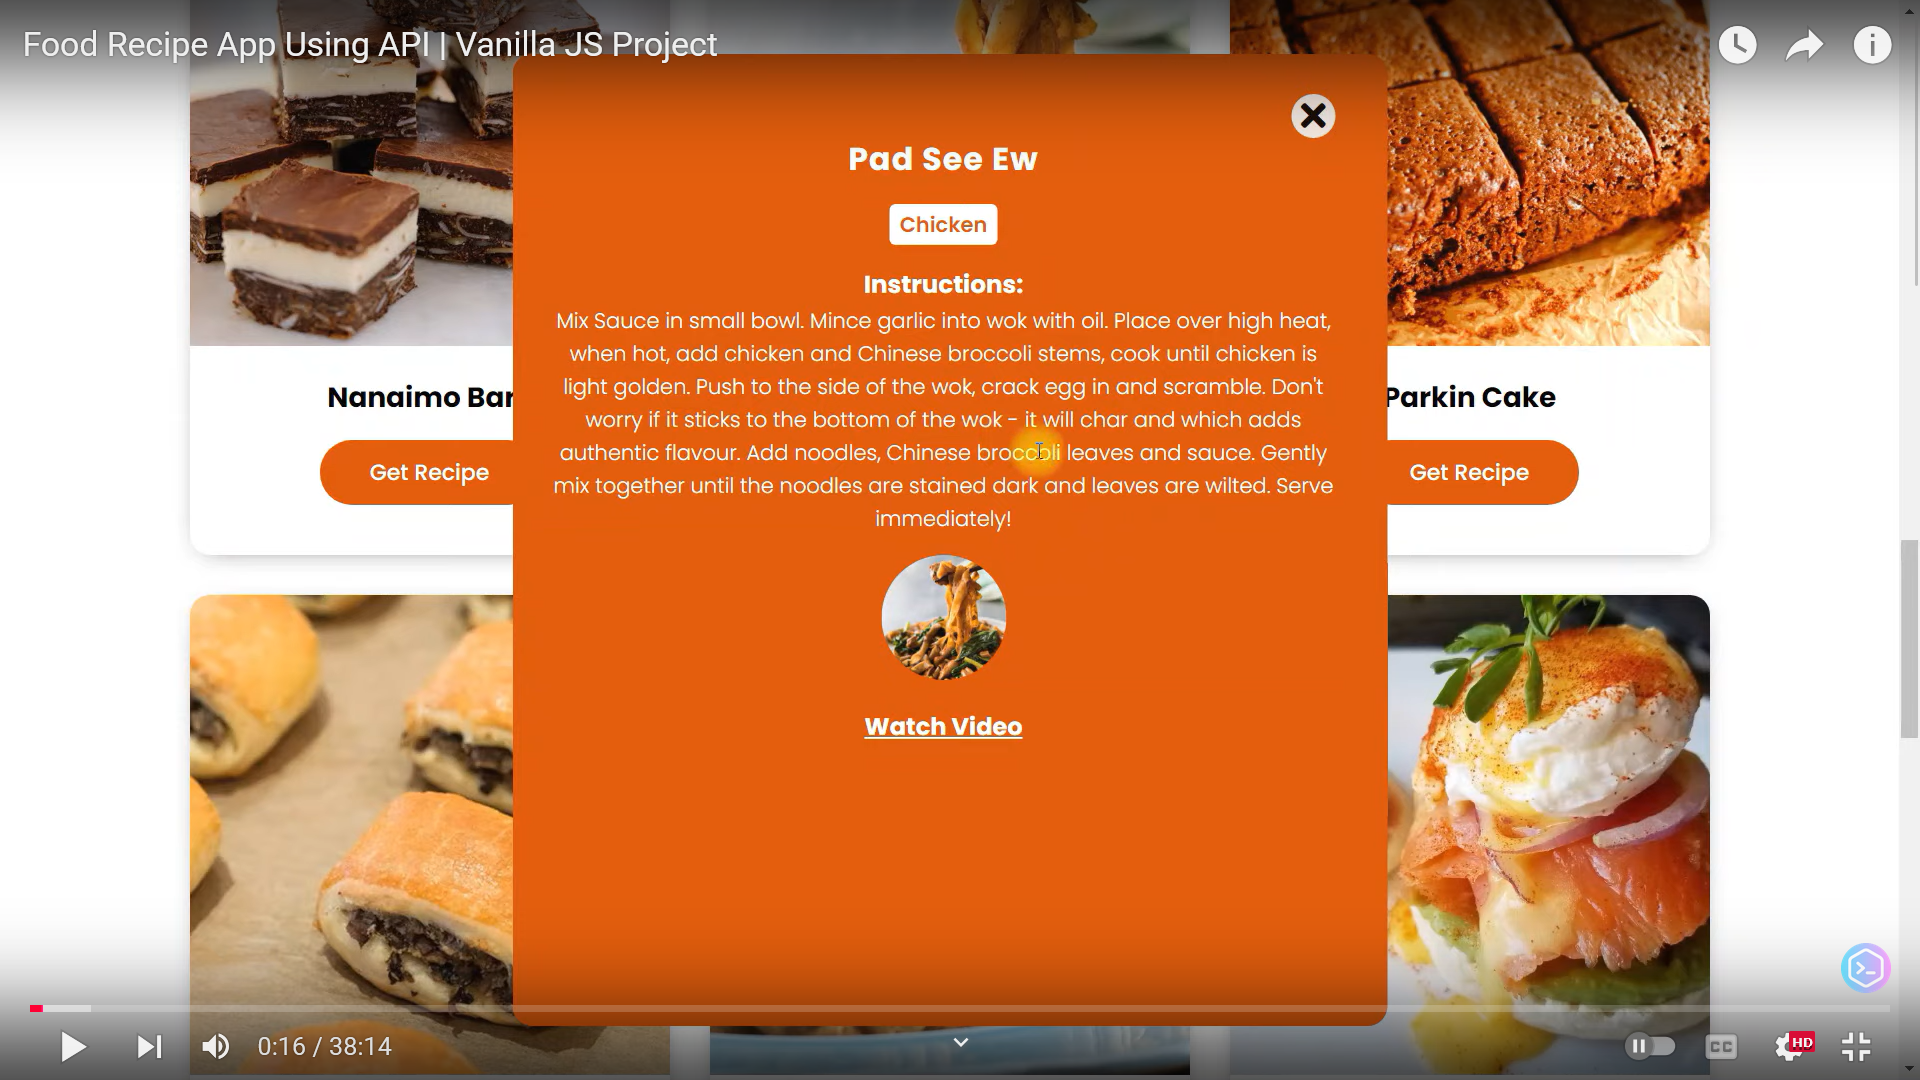 Food Recipe App Using API | Vanilla JS Project
Pad See Ew
Chicken
Instructions:
Mix Sauce in small bowl. Mince garlic into wok with oil. Place over high heat,
when hot, add chicken and Chinese broccoli stems, cook until chicken is
light golden. Push to the side of the wok, crack egg in and scramble. Don't
worry if it sticks to the bottom of the wok - it will char and which adds
authentic flavour. Add noodles, Chinese broccoli leaves and sauce. Gently
mix together until the noodles are stained dark and leaves are wilted. Serve
immediately!
Watch Video
Nanaimo Bar
Get Recipe
Parkin Cake
Get Recipe
0:16 / 38:14
CC
HD